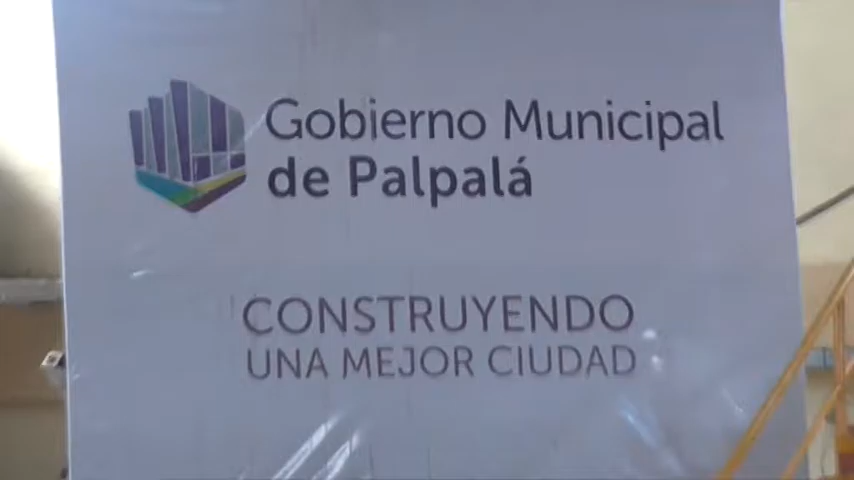 Gobierno Municipal
de Palpalá
CONSTRUYENDO
UNA MEJOR CIUDAD